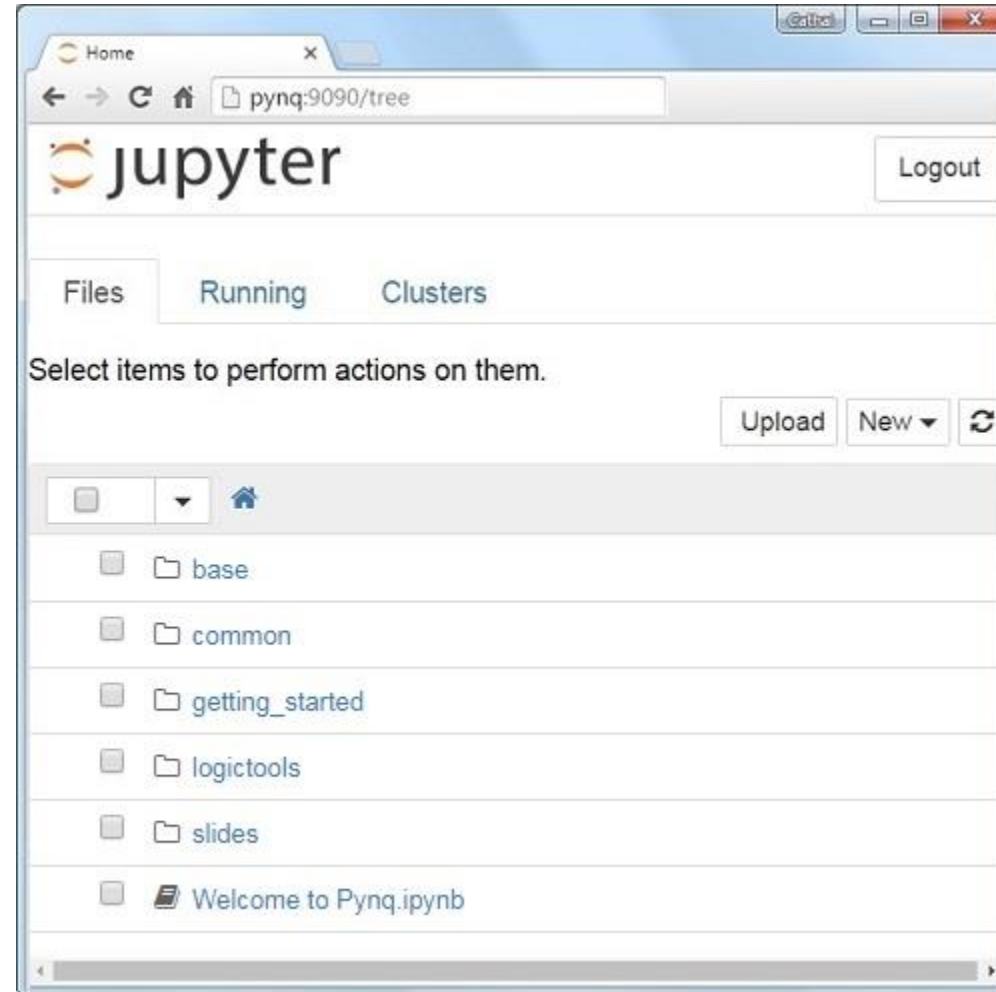 Cathal
Home
pynq:9090/tree
jupyter
Logout
Files Running Clusters
Select items to perform actions on them.
Upload New
base
common
getting_started
logictools
slides
Welcome to Pynq.ipynb